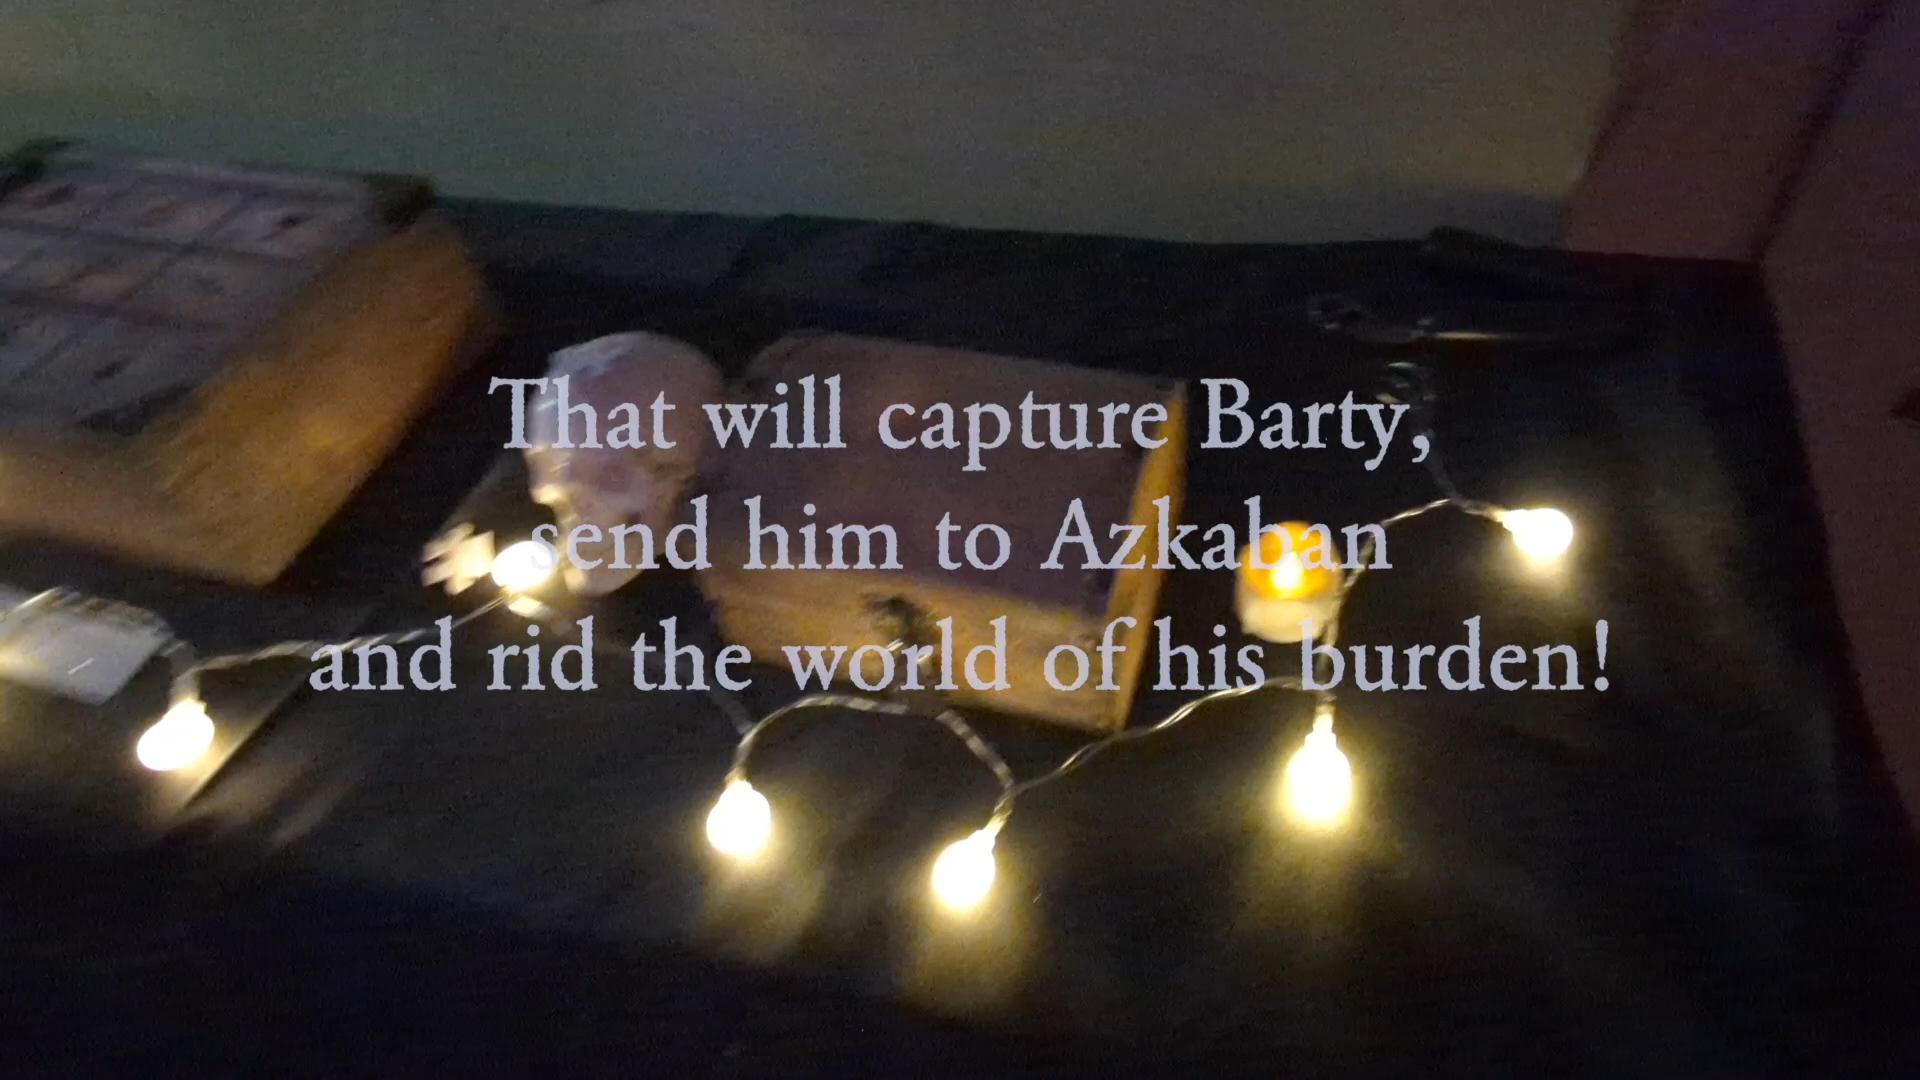 That will capture Barty,
send him to Azkaban
and rid the world of his burden!